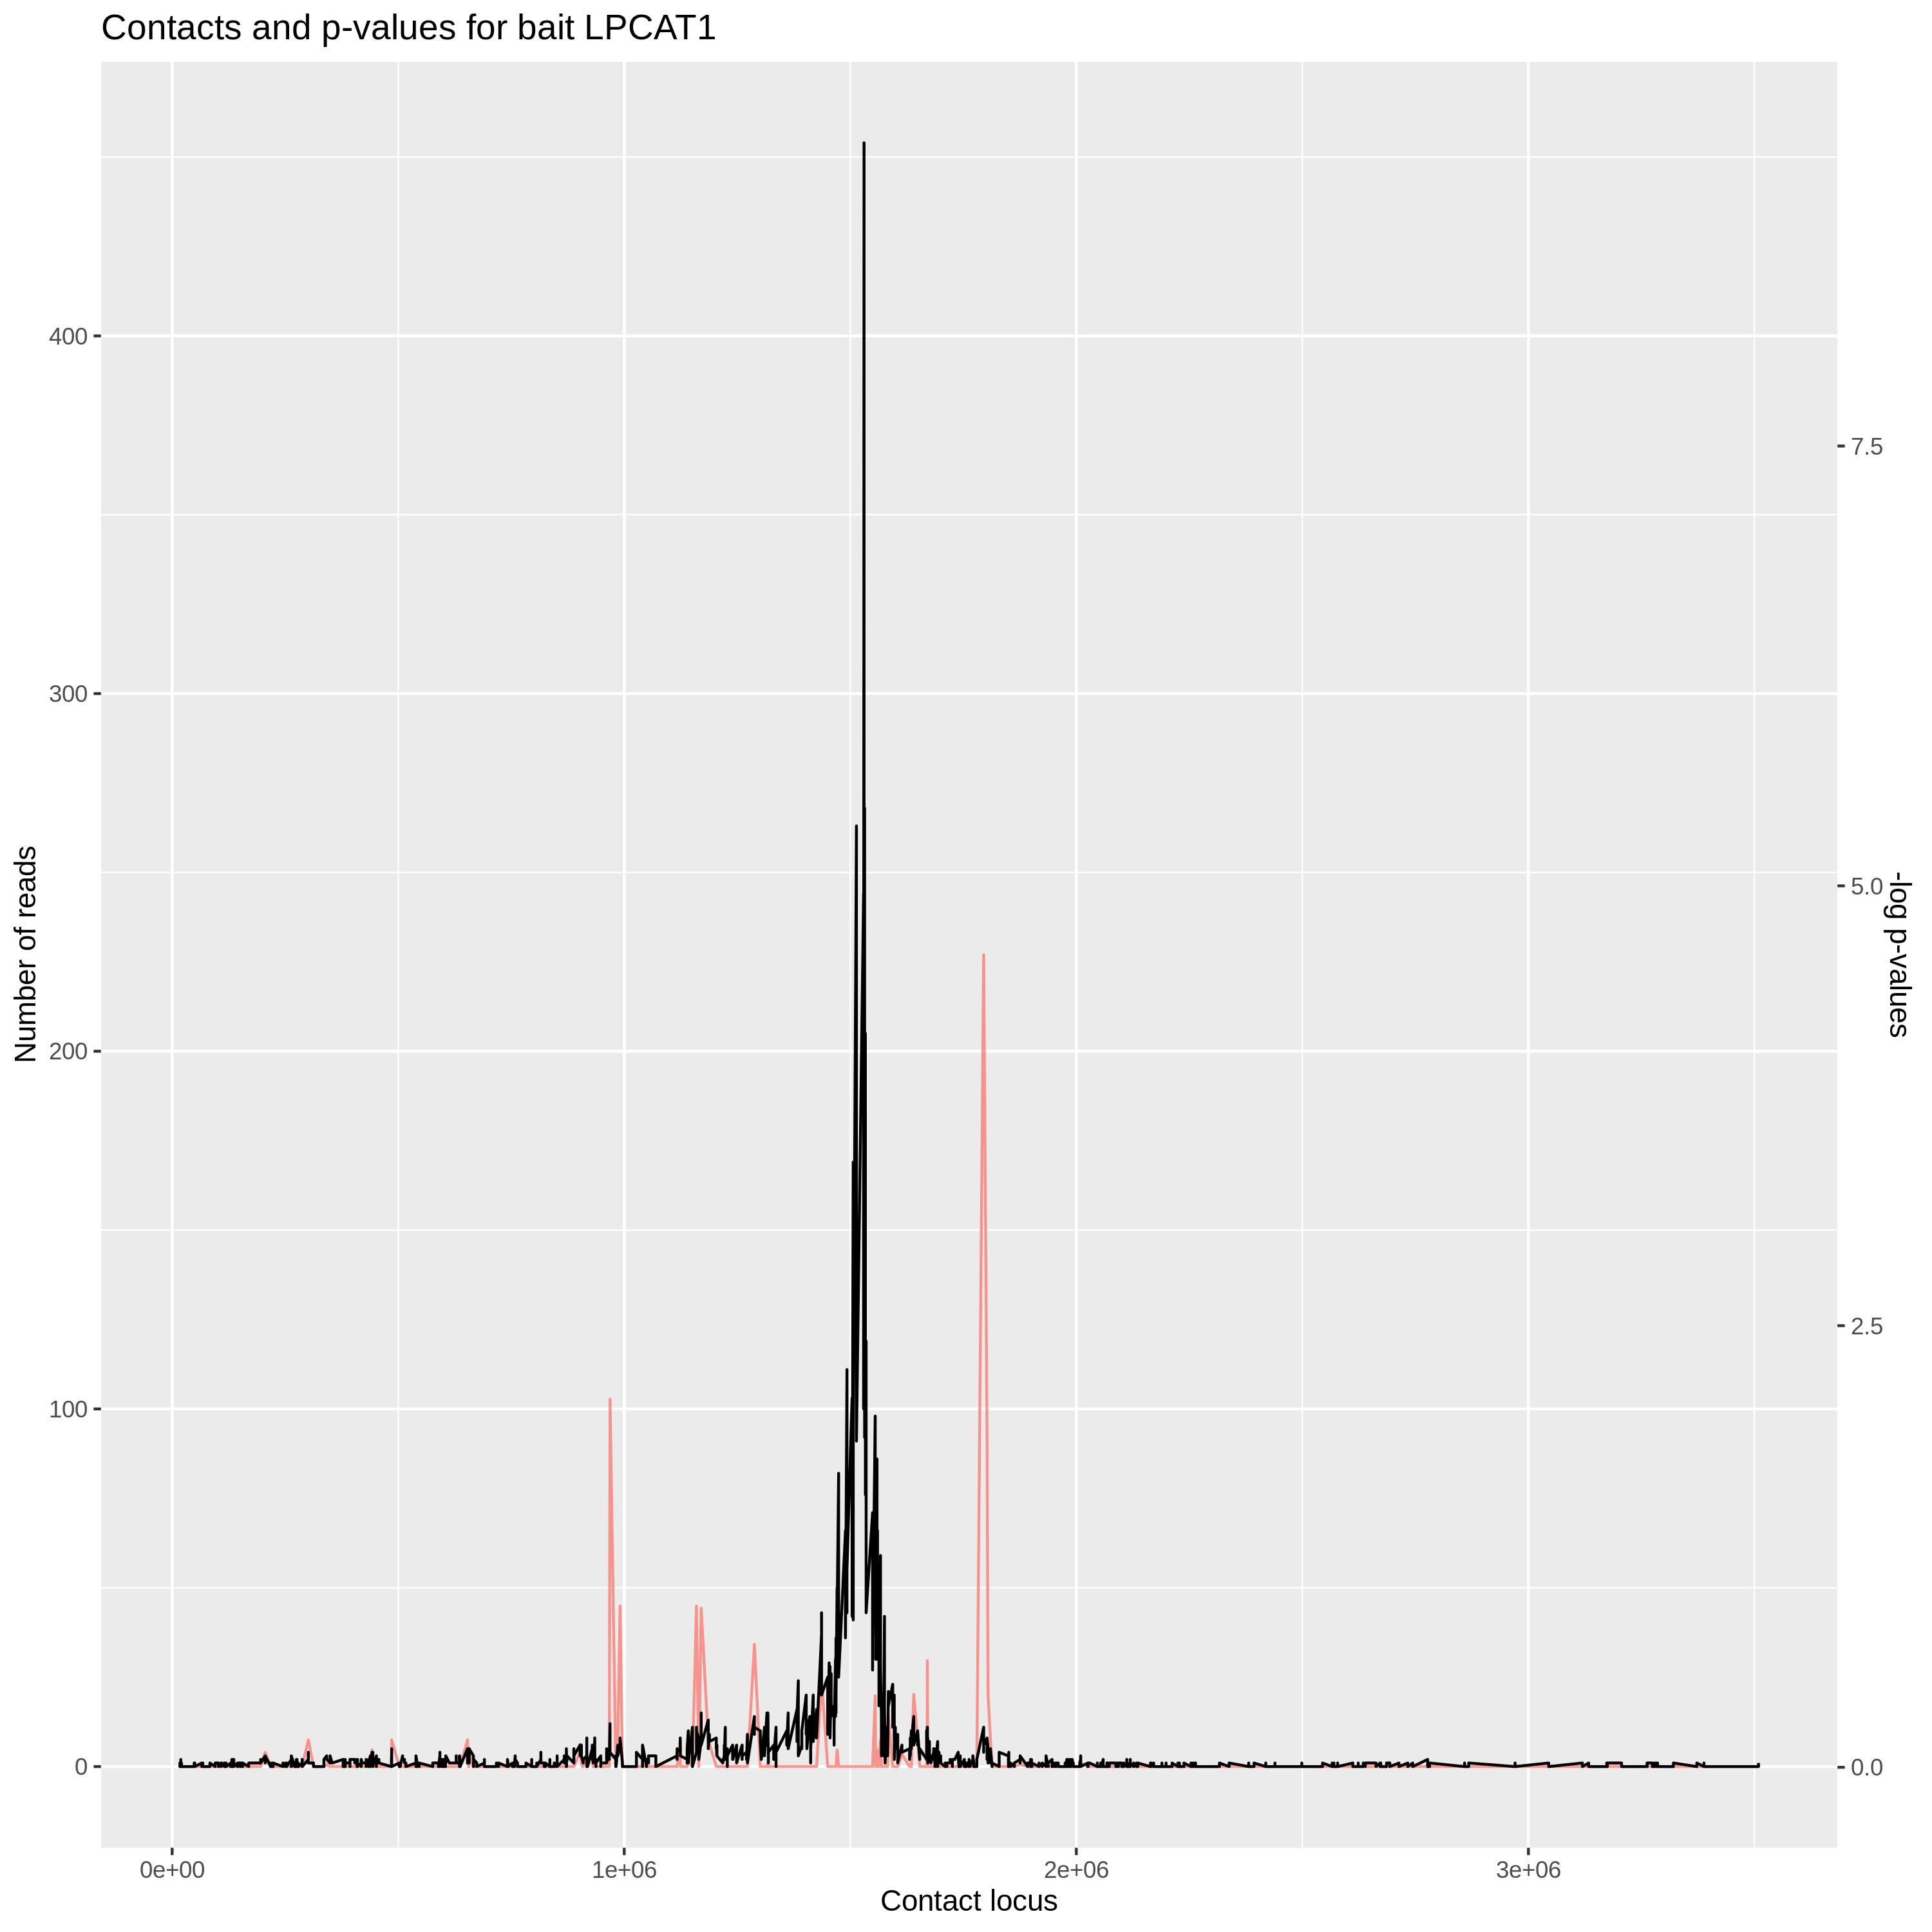 Contacts and p-values for bait LPCAT1
Number of reads
400
300
200
100
0
7.5
5.0
2.5
0.0
-log p-values
0e+00
1e+06
2e+06
3e+06
Contact locus